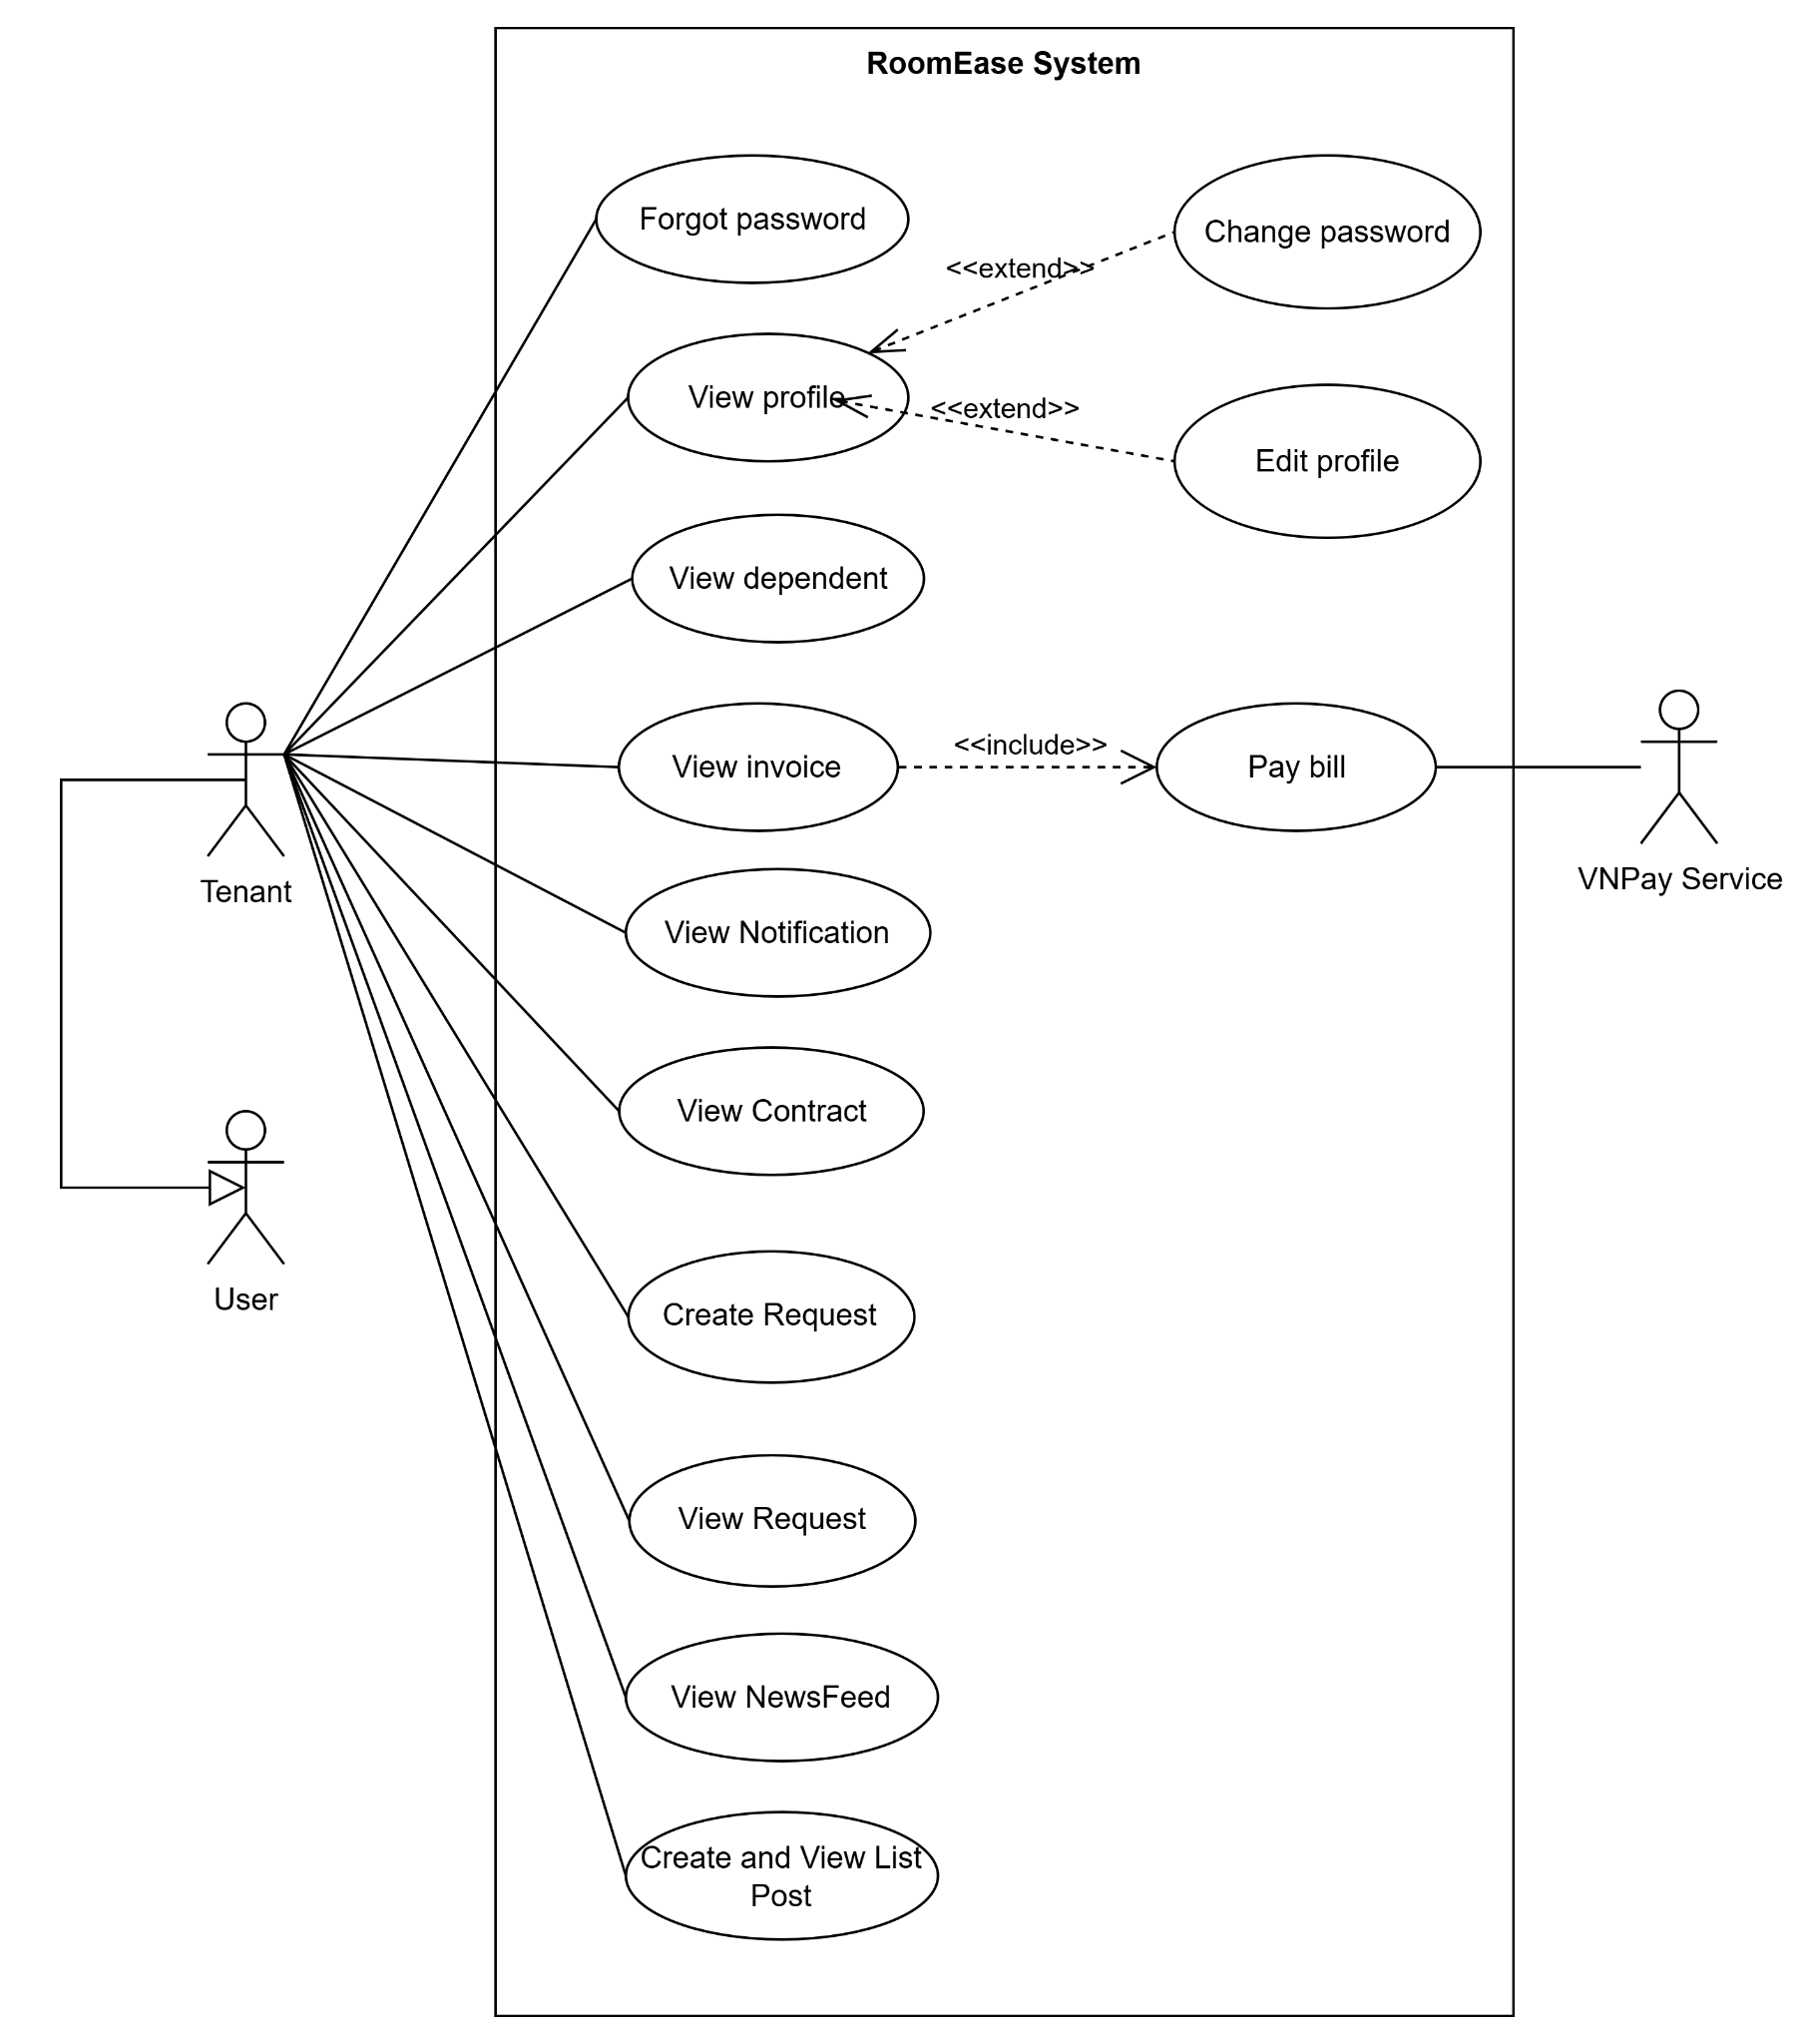 RoomEase System
Forgot password
Change password
<<extend>>
View profile
<<extend>>
Edit profile
View dependent
View invoice
<<include>>
Pay bill
Tenant
VNPay Service
View Notification
View Contract
User
Create Request
View Request
View NewsFeed
Create and View List
Post